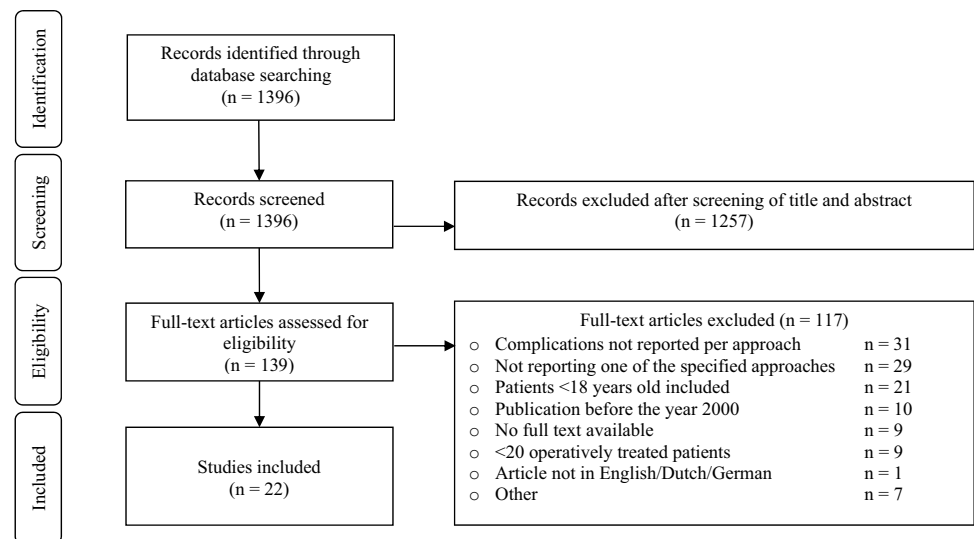 Identification
Records identified through
database searching
(n = 1396)
Screening
Records screened
(n = 1396)
Records excluded after screening of title and abstract
(n = 1257)
Eligibility
Full-text articles assessed for
eligibility
(n = 139)
Full-text articles excluded (n = 117)
o Complications not reported per approach n = 31
o Not reporting one of the specified approaches n = 29
o Patients <18 years old included n = 21
o Publication before the year 2000 n = 10
o No full text available n = 9
o <20 operatively treated patients n = 9
o Article not in English/Dutch/German n = 1
o Other n = 7
Included
Studies included
(n = 22)